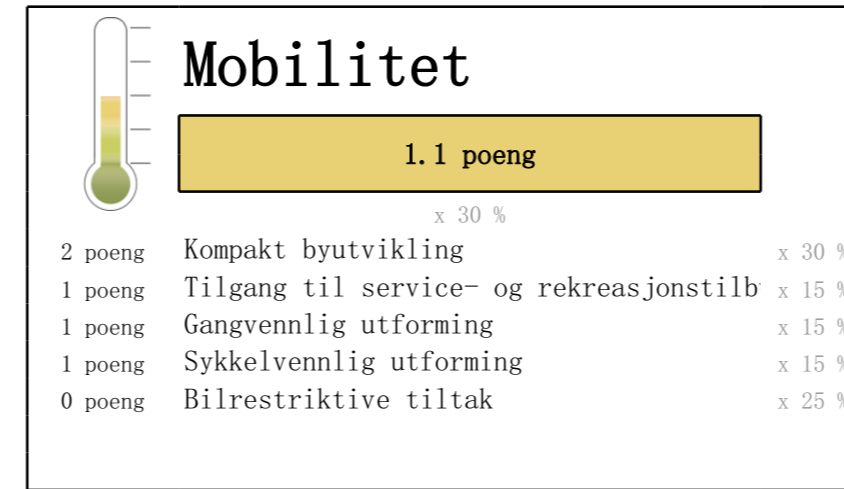 Mobilitet
1.1 poeng
x 30 %
2 poeng Kompakt byutvikling x 30 %
1 poeng Tilgang til service- og rekreasjonstilb x 15 %
1 poeng Gangvennlig utforming x 15 %
1 poeng Sykkelvennlig utforming x 15 %
0 poeng Bilrestriktive tiltak x 25 %